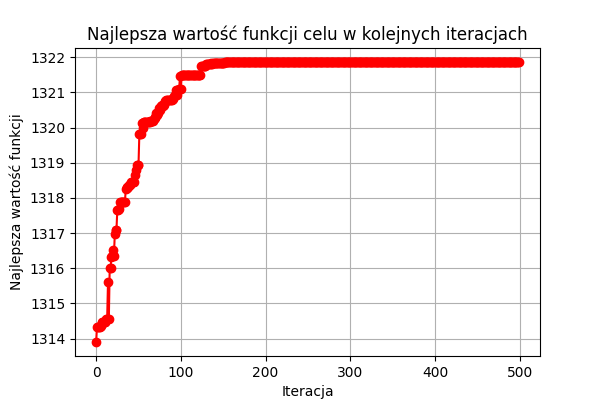 Najlepsza wartość funkcji celu w kolejnych iteracjach
Najlepsza wartość funkcji
1322
1321
1320
1319
1318
1317
1316
1315
1314
0 100 200 300 400 500
Iteracja